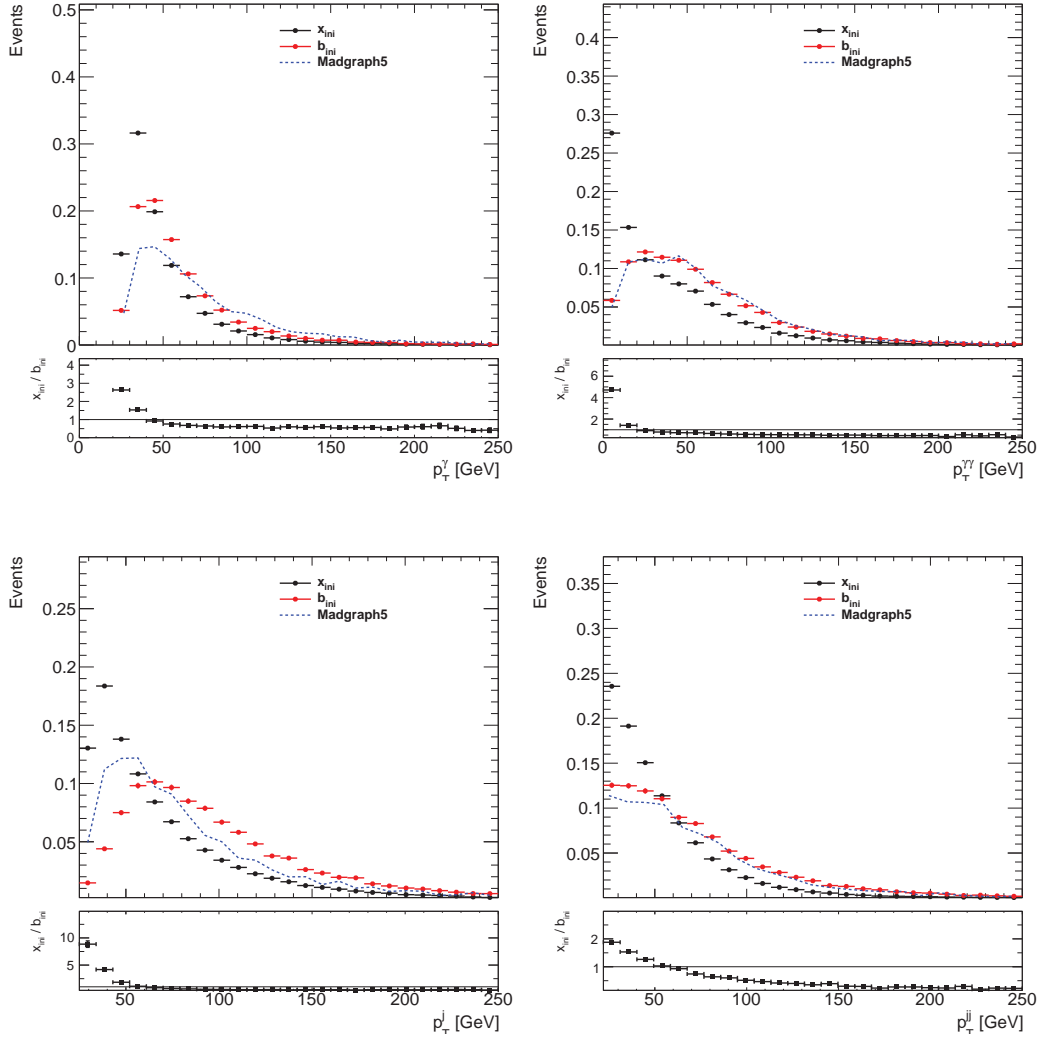 Events
0.5
0.4
0.3
0.2
0.1
0
x_ini
b_ini
Madgraph5
x_ini / b_ini
4
3
2
1
0
0 50 100 150 200 250
p_T^γ [GeV]
Events
0.4
0.35
0.3
0.25
0.2
0.15
0.1
0.05
x_ini
b_ini
Madgraph5
x_ini / b_ini
6
4
2
0 50 100 150 200 250
p_T^γγ [GeV]
Events
0.25
0.2
0.15
0.1
0.05
x_ini
b_ini
Madgraph5
x_ini / b_ini
10
5
50 100 150 200 250
p_T^j [GeV]
Events
0.35
0.3
0.25
0.2
0.15
0.1
0.05
x_ini
b_ini
Madgraph5
x_ini / b_ini
2
1
50 100 150 200 250
p_T^jj [GeV]